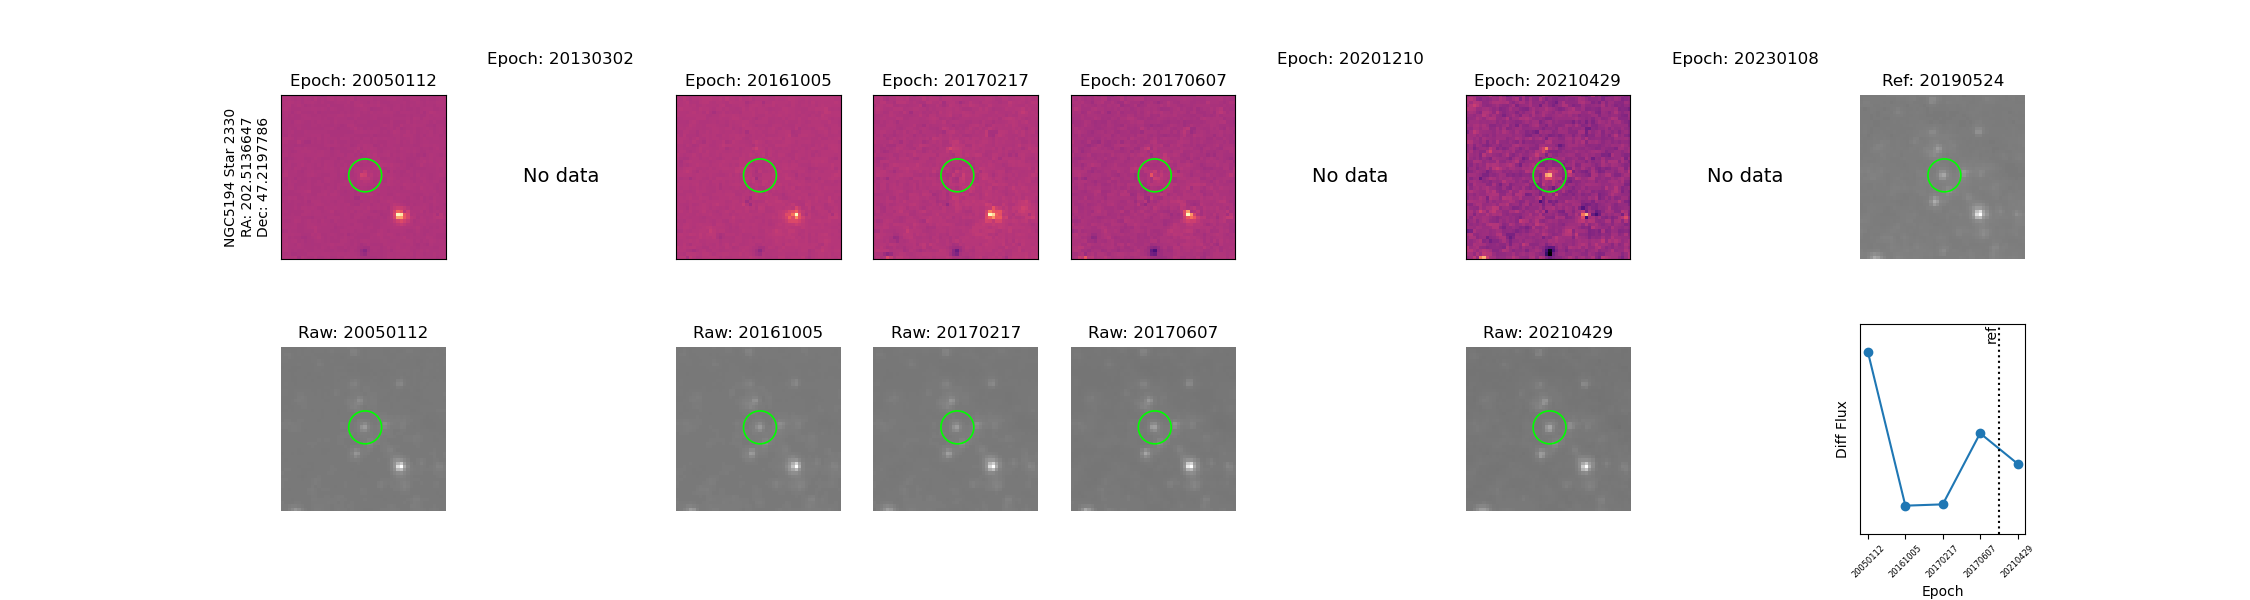 Epoch: 20050112
Epoch: 20130302
Epoch: 20161005
Epoch: 20170217
Epoch: 20170607
Epoch: 20201210
Epoch: 20210429
Epoch: 20230108
Ref: 20190524
NGC5194 Star 2330
RA: 202.5136647
Dec: 47.2197786
No data
No data
No data
Raw: 20050112
Raw: 20161005
Raw: 20170217
Raw: 20170607
Raw: 20210429
ref
Diff Flux
20050112
20161005
20170217
20170607
20210429
Epoch